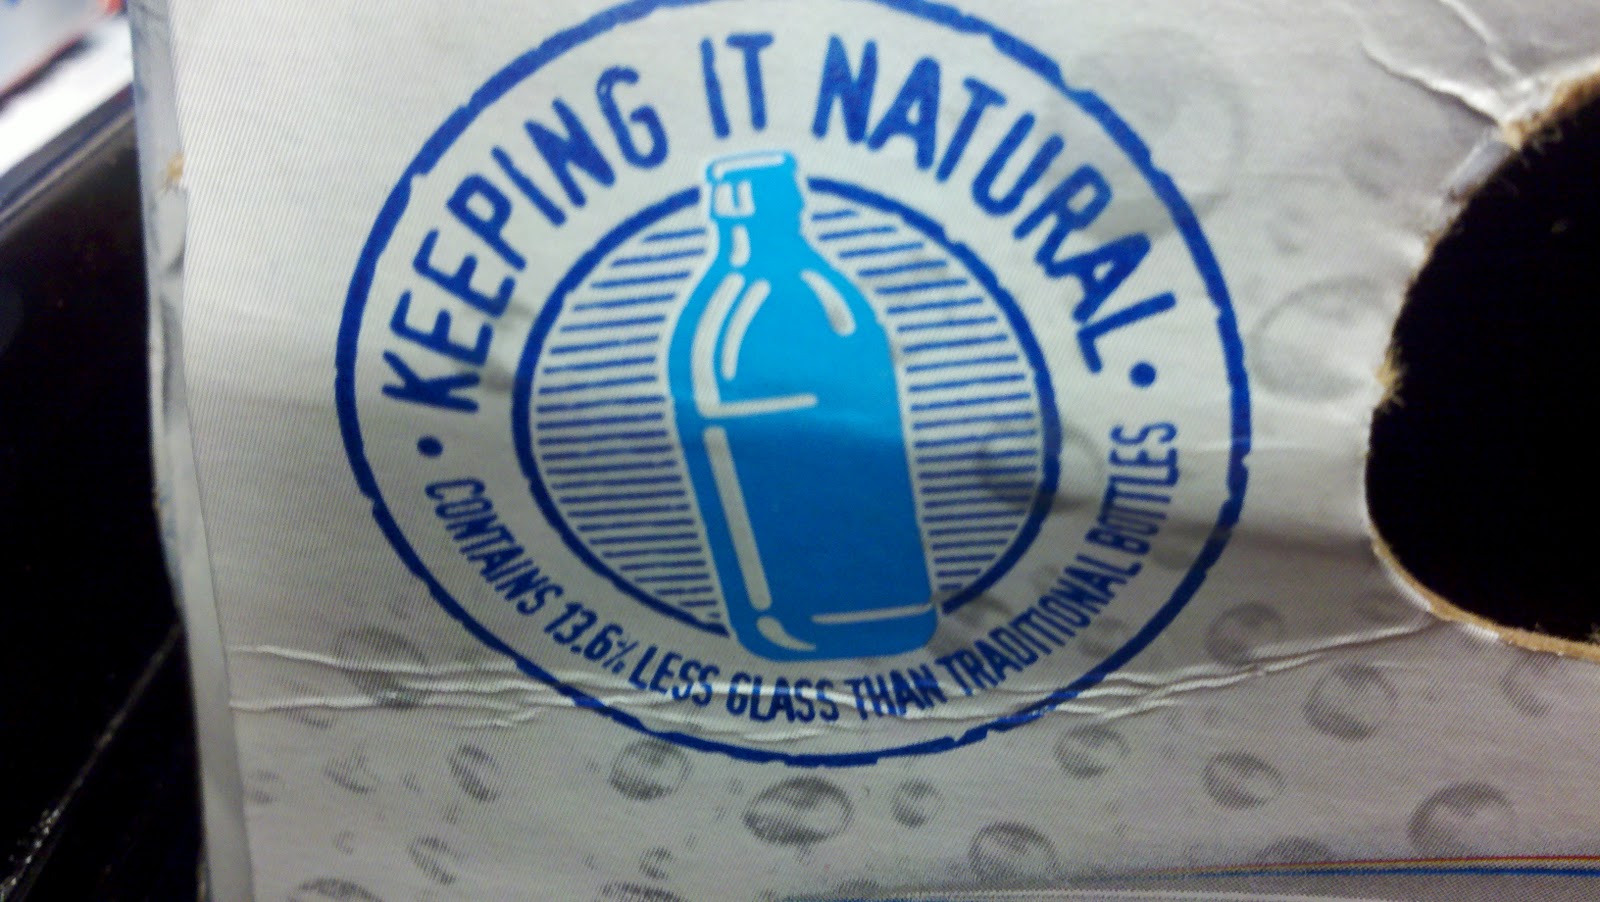 • KEEPING IT NATURAL •
CONTAINS 13.6% LESS GLASS THAN TRADITIONAL BOTTLES